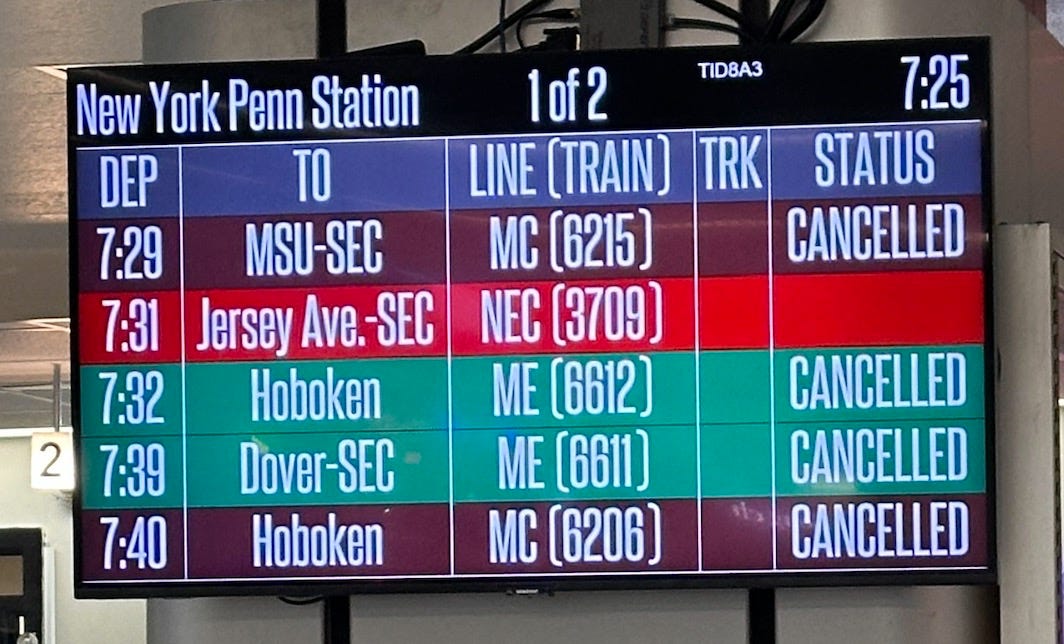 New York Penn Station 1 of 2 TID8A3 7:25
DEP TO LINE (TRAIN) TRK STATUS
7:29 MSU-SEC MC (6215) CANCELLED
7:31 Jersey Ave.-SEC NEC (3709)
7:32 Hoboken ME (6612) CANCELLED
7:39 Dover-SEC ME (6611) CANCELLED
7:40 Hoboken MC (6206) CANCELLED
2